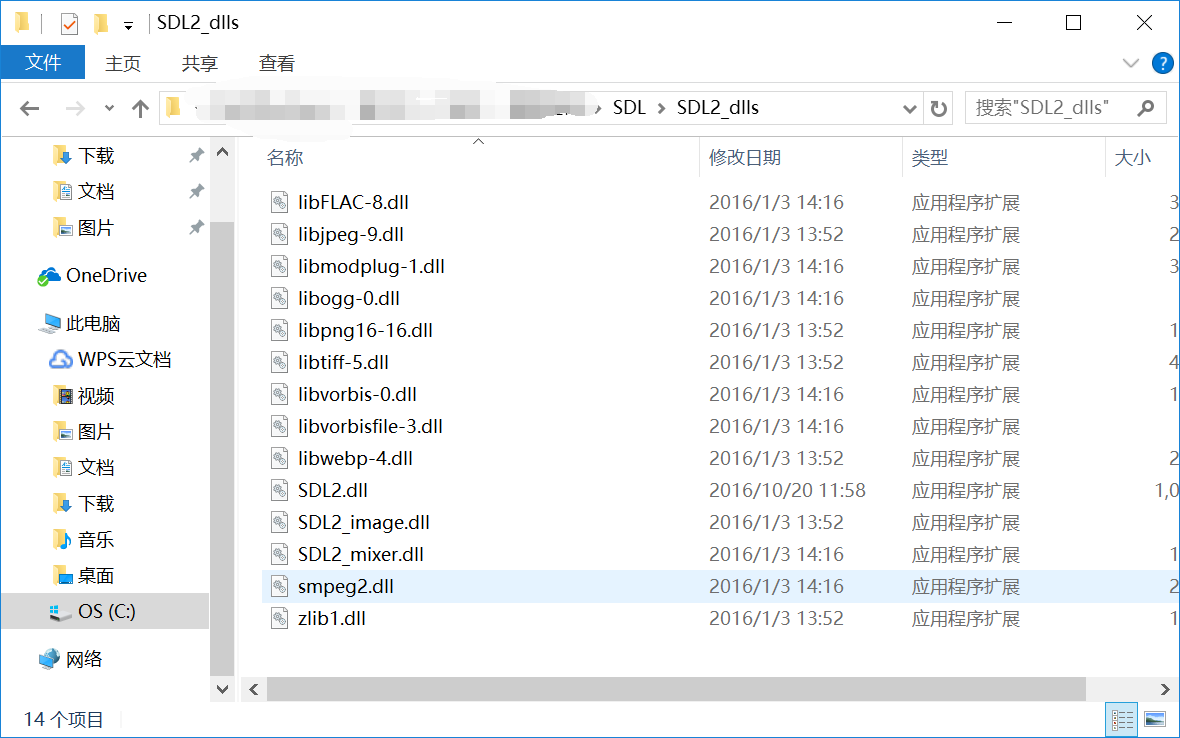 SDL2_dlls
文件 主页 共享 查看 ?
SDL SDL2_dlls 搜索"SDL2_dlls"
下载
文档
图片
OneDrive
此电脑
WPS云文档
视频
图片
文档
下载
音乐
桌面
OS (C:)
网络
名称 修改日期 类型 大小
libFLAC-8.dll 2016/1/3 14:16 应用程序扩展 3
libjpeg-9.dll 2016/1/3 13:52 应用程序扩展 2
libmodplug-1.dll 2016/1/3 14:16 应用程序扩展 3
libogg-0.dll 2016/1/3 14:16 应用程序扩展
libpng16-16.dll 2016/1/3 13:52 应用程序扩展 1
libtiff-5.dll 2016/1/3 13:52 应用程序扩展 4
libvorbis-0.dll 2016/1/3 14:16 应用程序扩展 1
libvorbisfile-3.dll 2016/1/3 14:16 应用程序扩展
libwebp-4.dll 2016/1/3 13:52 应用程序扩展 2
SDL2.dll 2016/10/20 11:58 应用程序扩展 1,0
SDL2_image.dll 2016/1/3 13:52 应用程序扩展
SDL2_mixer.dll 2016/1/3 14:16 应用程序扩展 1
smpeg2.dll 2016/1/3 14:16 应用程序扩展 2
zlib1.dll 2016/1/3 13:52 应用程序扩展 1
14 个项目